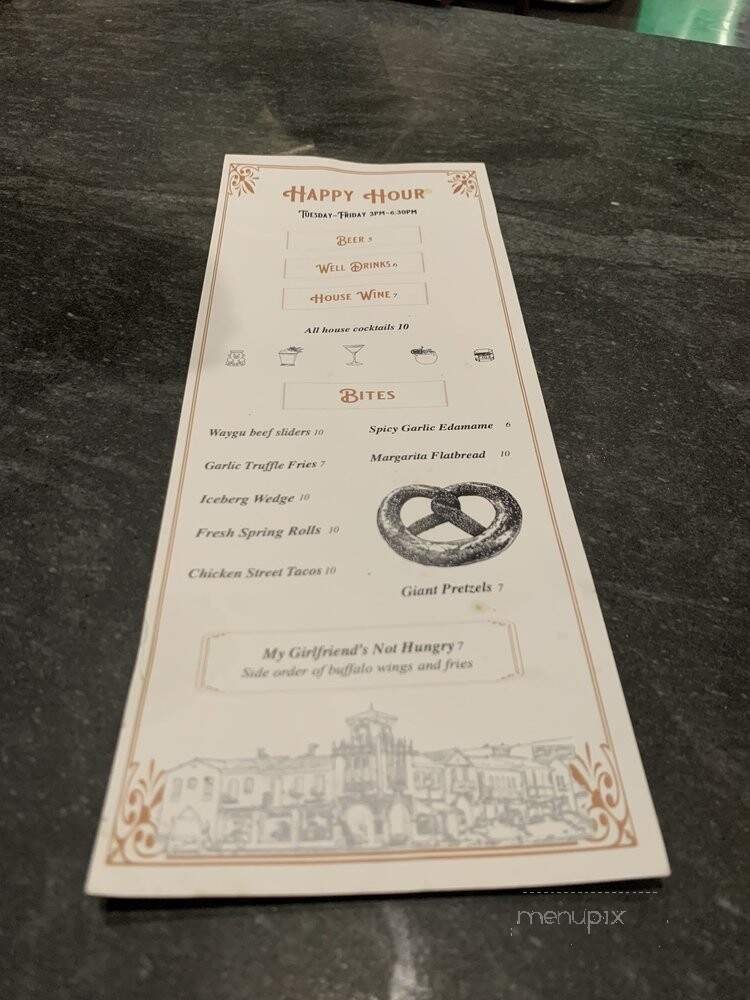 Happy Hour
Tuesday-Friday 3pm-6:30pm
Beer 5
Well Drinks 6
House Wine 7
All house cocktails 10
Bites
Waygu beef sliders 10
Spicy Garlic Edamame 6
Garlic Truffle Fries 7
Margarita Flatbread 10
Iceberg Wedge 10
Fresh Spring Rolls 10
Chicken Street Tacos 10
Giant Pretzels 7
My Girlfriend's Not Hungry 7
Side order of buffalo wings and fries
menupix